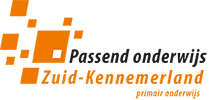 Passend onderwijs
Zuid-Kennemerland
primair onderwijs